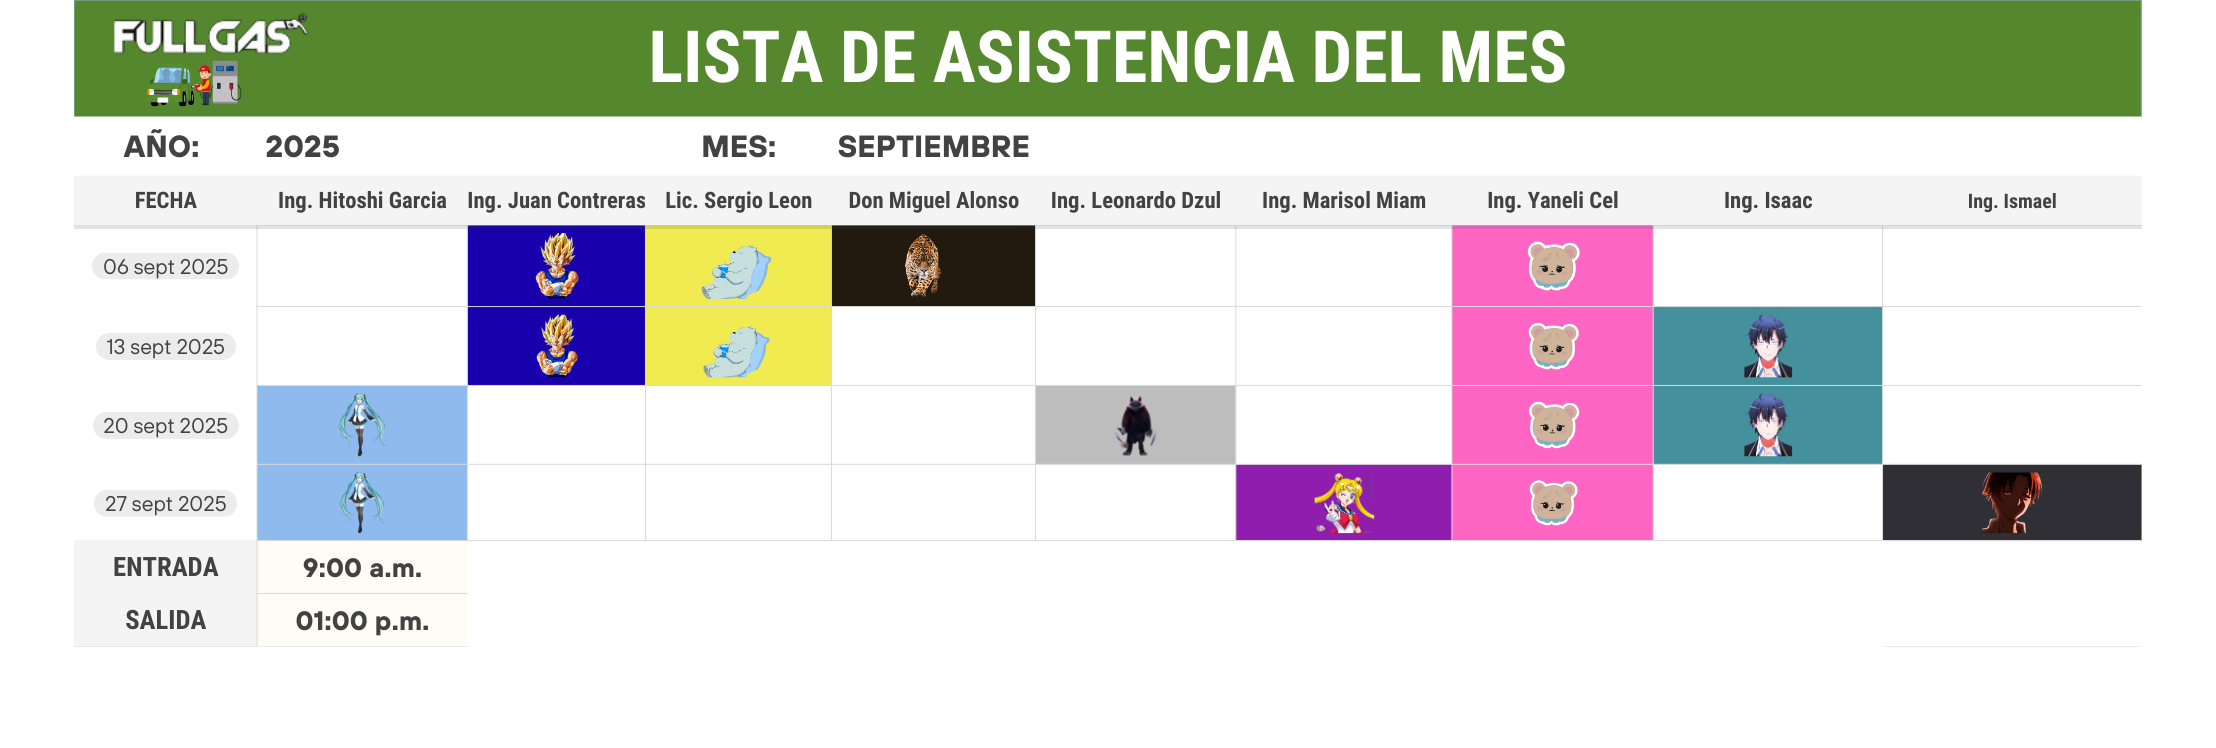 FULLGAS
LISTA DE ASISTENCIA DEL MES
AÑO: 2025 MES: SEPTIEMBRE
FECHA Ing. Hitoshi Garcia Ing. Juan Contreras Lic. Sergio Leon Don Miguel Alonso Ing. Leonardo Dzul Ing. Marisol Miam Ing. Yaneli Cel Ing. Isaac Ing. Ismael
06 sept 2025
13 sept 2025
20 sept 2025
27 sept 2025
ENTRADA 9:00 a.m.
SALIDA 01:00 p.m.